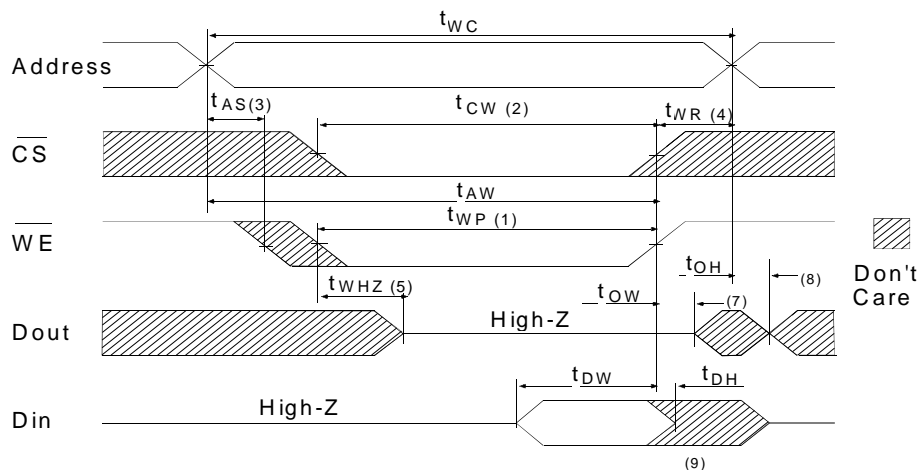 tWC
Address
tAS(3)
tCW (2)
tWR (4)
CS
tAW
tWP (1)
WE
tWHZ (5)
tOH
(8)
Don't
Care
tOW
(7)
Dout
High-Z
tDW
tDH
High-Z
Din
(9)